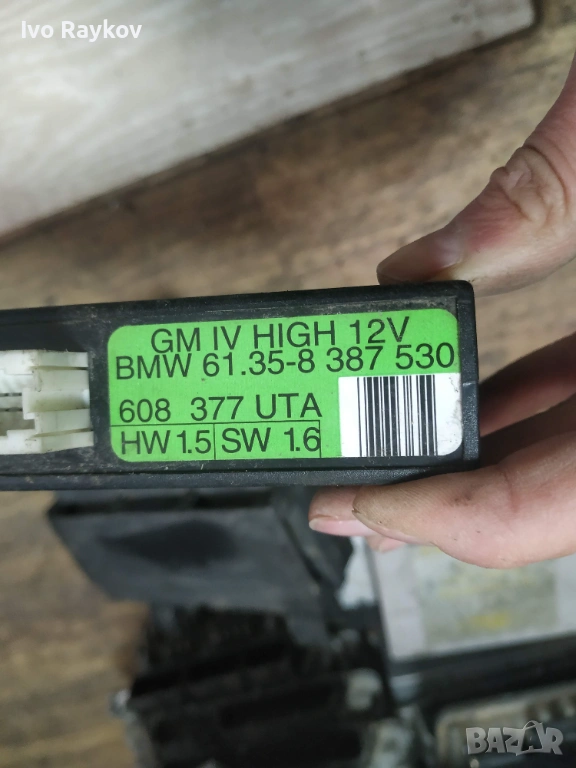 Ivo Raykov
GM IV HIGH 12V
BMW 61.35-8 387 530
608 377 UTA
HW 1.5 SW 1.6
BAZAR